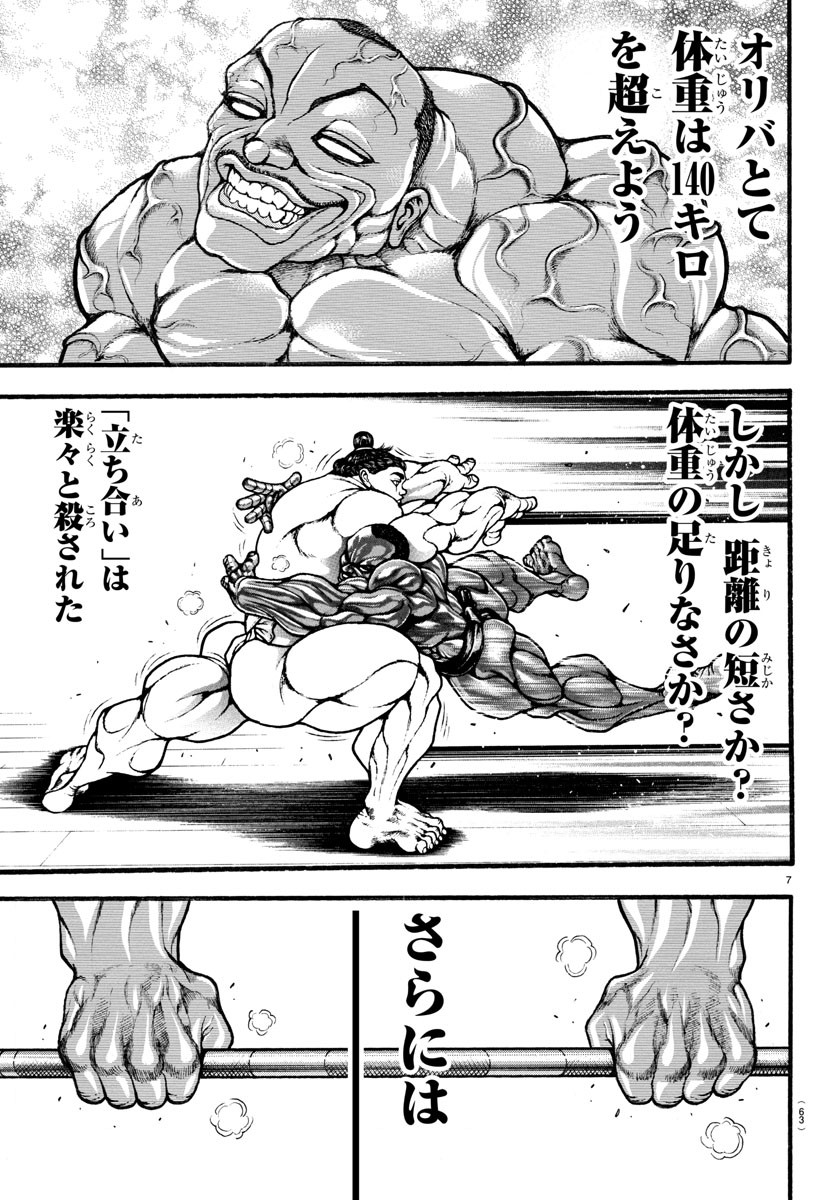 オリバとて
体重は140キロ
を超えよう
しかし 距離の短さか?
体重の足りなさか?
「立ち合い」は
楽々と殺された
7
さらには
(63)